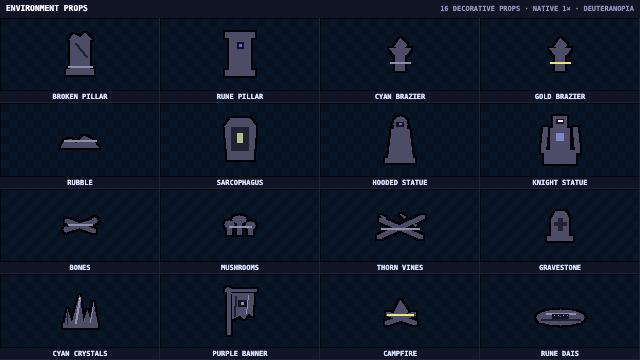 ENVIRONMENT PROPS
16 DECORATIVE PROPS · NATIVE 1× · DEUTERANOPIA
BROKEN PILLAR
RUNE PILLAR
CYAN BRAZIER
GOLD BRAZIER
RUBBLE
SARCOPHAGUS
HOODED STATUE
KNIGHT STATUE
BONES
MUSHROOMS
THORN VINES
GRAVESTONE
CYAN CRYSTALS
PURPLE BANNER
CAMPFIRE
RUNE DAIS